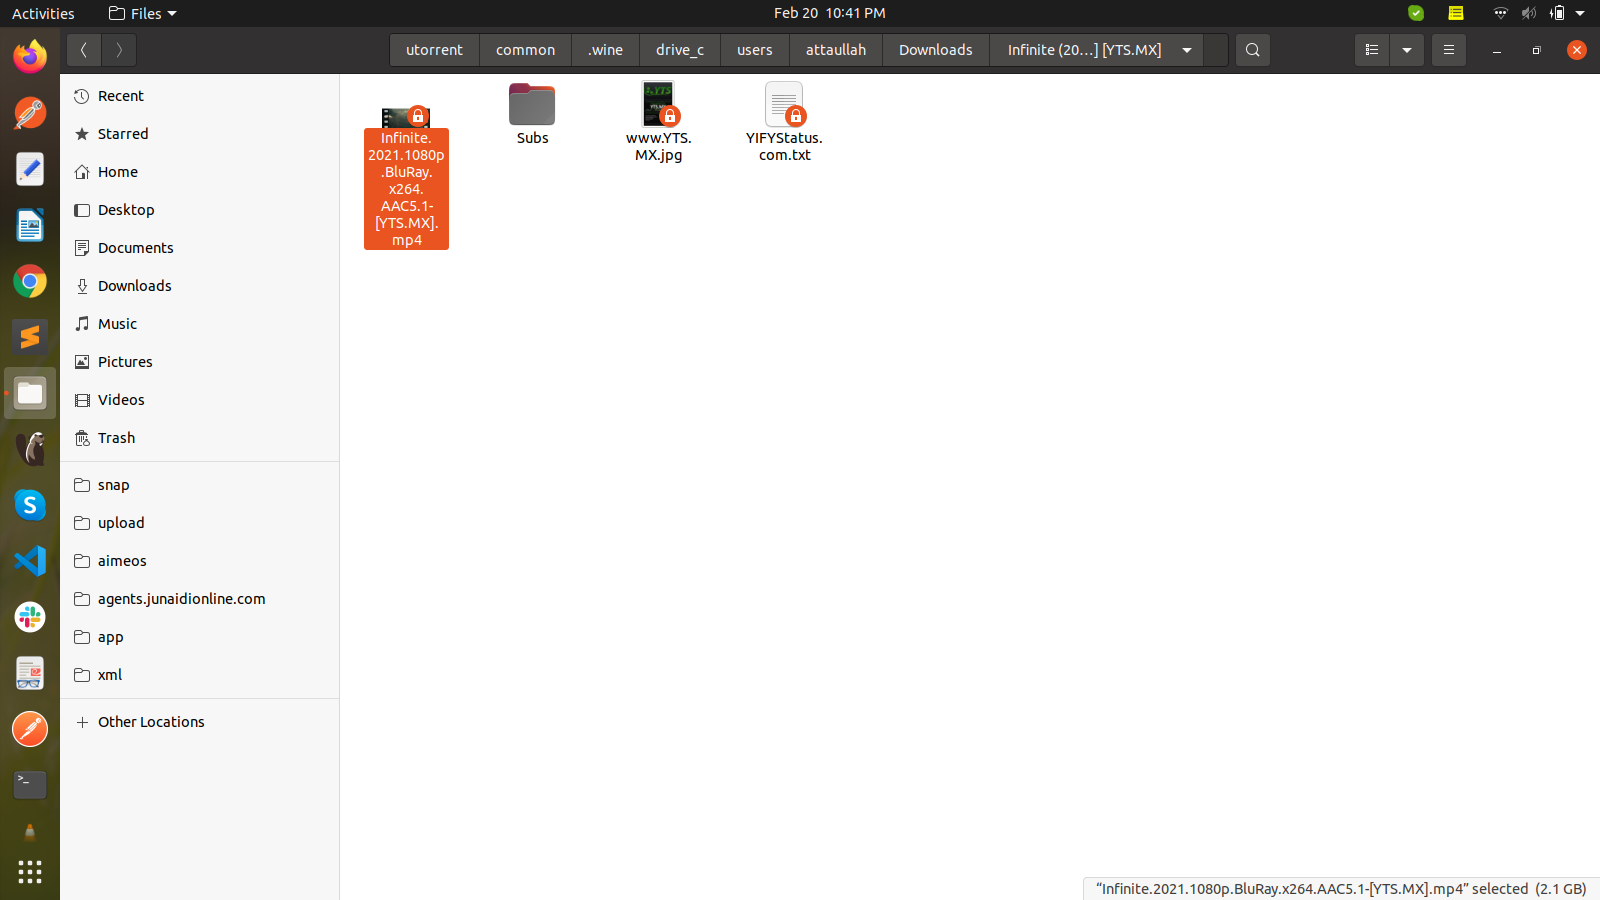 Activities
Files
Feb 20 10:41 PM
utorrent
common
.wine
drive_c
users
attaullah
Downloads
Infinite (20…] [YTS.MX]
Recent
Starred
Home
Desktop
Documents
Downloads
Music
Pictures
Videos
Trash
snap
upload
aimeos
agents.junaidionline.com
app
xml
Other Locations
Infinite.
2021.1080p
.BluRay.
x264.
AAC5.1-
[YTS.MX].
mp4
Subs
www.YTS.
MX.jpg
YIFYStatus.
com.txt
“Infinite.2021.1080p.BluRay.x264.AAC5.1-[YTS.MX].mp4” selected (2.1 GB)